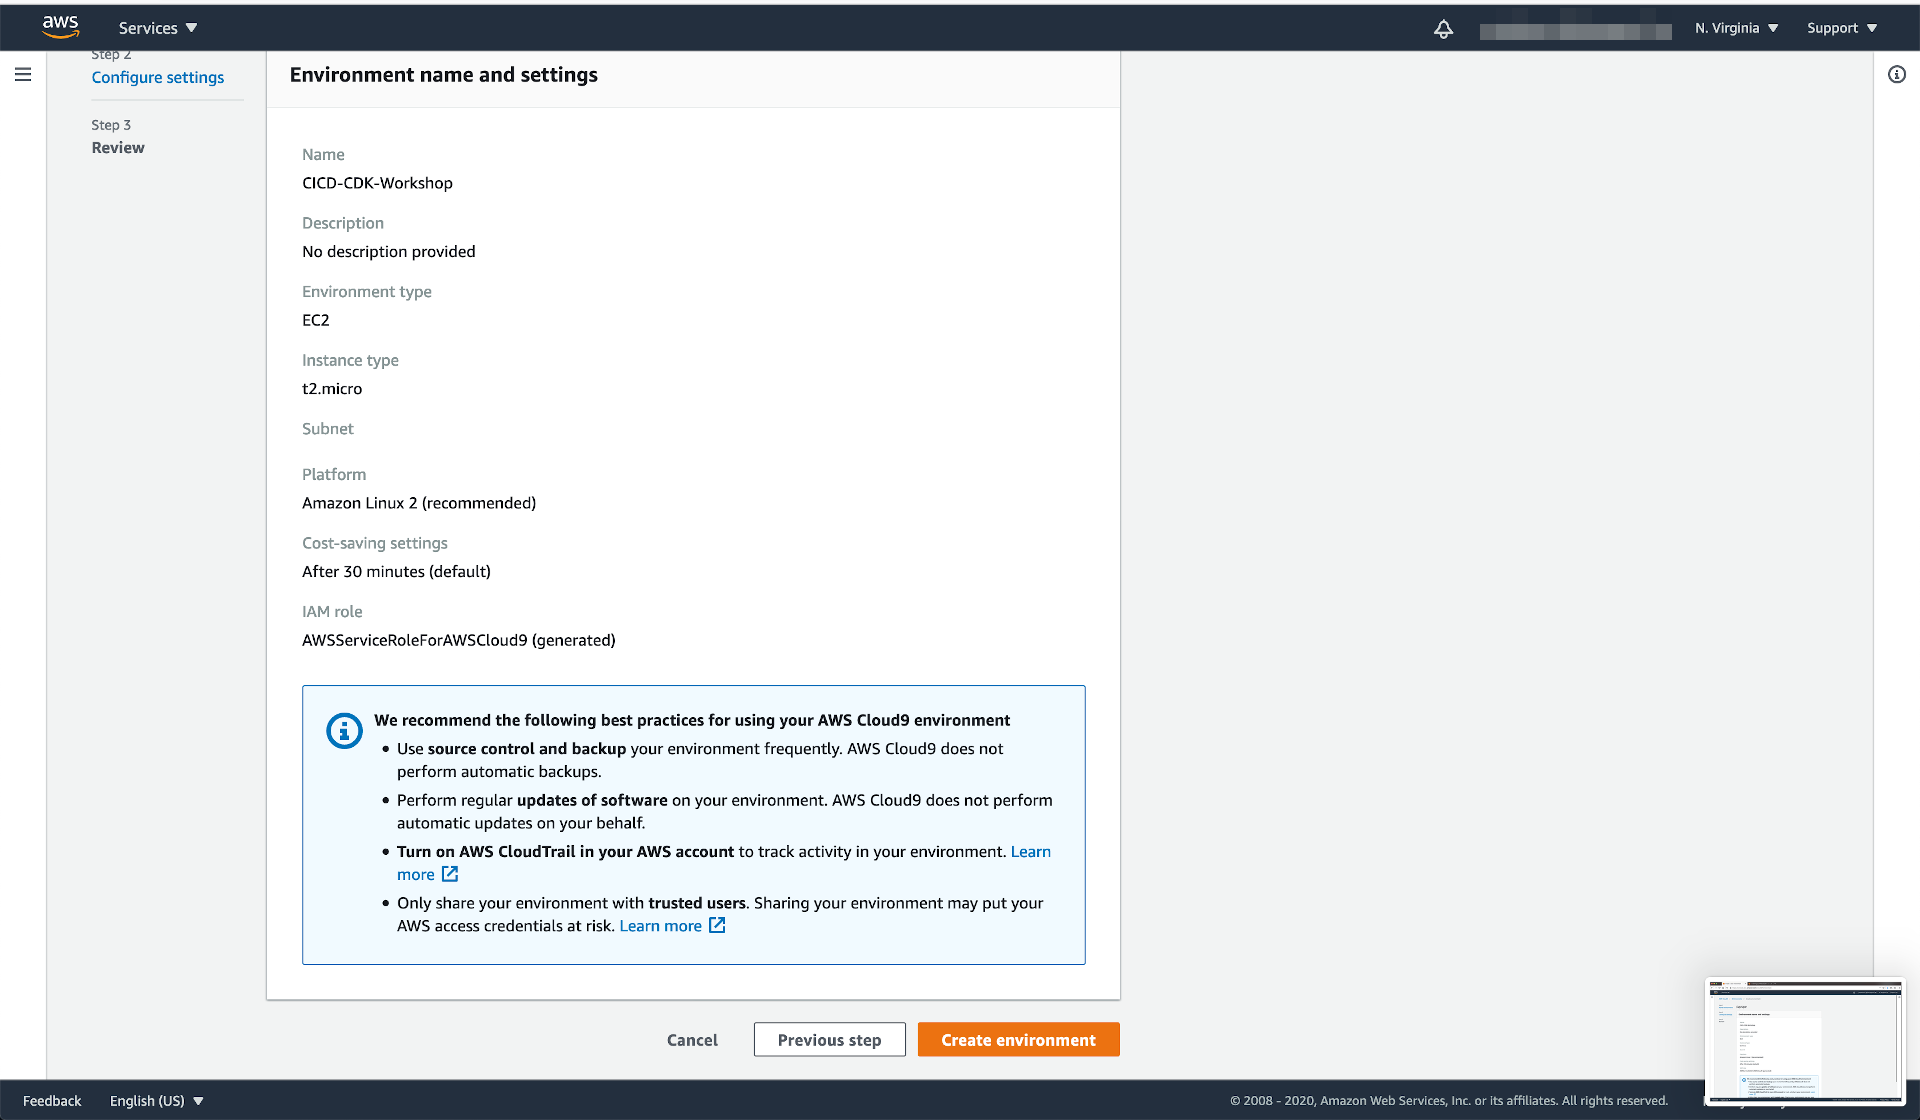 aws
Services
N. Virginia
Support
Step 2
Configure settings
Step 3
Review
Environment name and settings
Name
CICD-CDK-Workshop
Description
No description provided
Environment type
EC2
Instance type
t2.micro
Subnet
Platform
Amazon Linux 2 (recommended)
Cost-saving settings
After 30 minutes (default)
IAM role
AWSServiceRoleForAWSCloud9 (generated)
We recommend the following best practices for using your AWS Cloud9 environment
• Use source control and backup your environment frequently. AWS Cloud9 does not
perform automatic backups.
• Perform regular updates of software on your environment. AWS Cloud9 does not perform
automatic updates on your behalf.
• Turn on AWS CloudTrail in your AWS account to track activity in your environment. Learn
more
• Only share your environment with trusted users. Sharing your environment may put your
AWS access credentials at risk. Learn more
Cancel
Previous step
Create environment
Feedback
English (US)
© 2008 - 2020, Amazon Web Services, Inc. or its affiliates. All rights reserved.